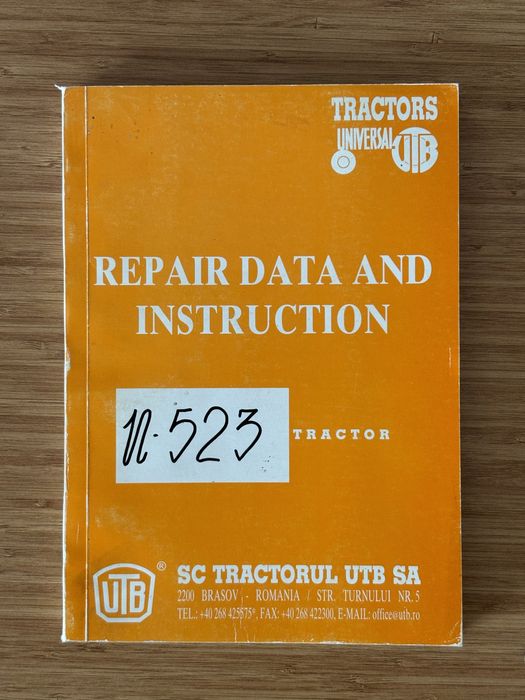 TRACTORS
UNIVERSAL UTB
REPAIR DATA AND
INSTRUCTION
n-523 TRACTOR
UTB ® SC TRACTORUL UTB SA
2200 BRASOV - ROMANIA / STR. TURNULUI NR. 5
TEL.: +40 268 425575*, FAX: +40 268 422300, E-MAIL: office@utb.ro